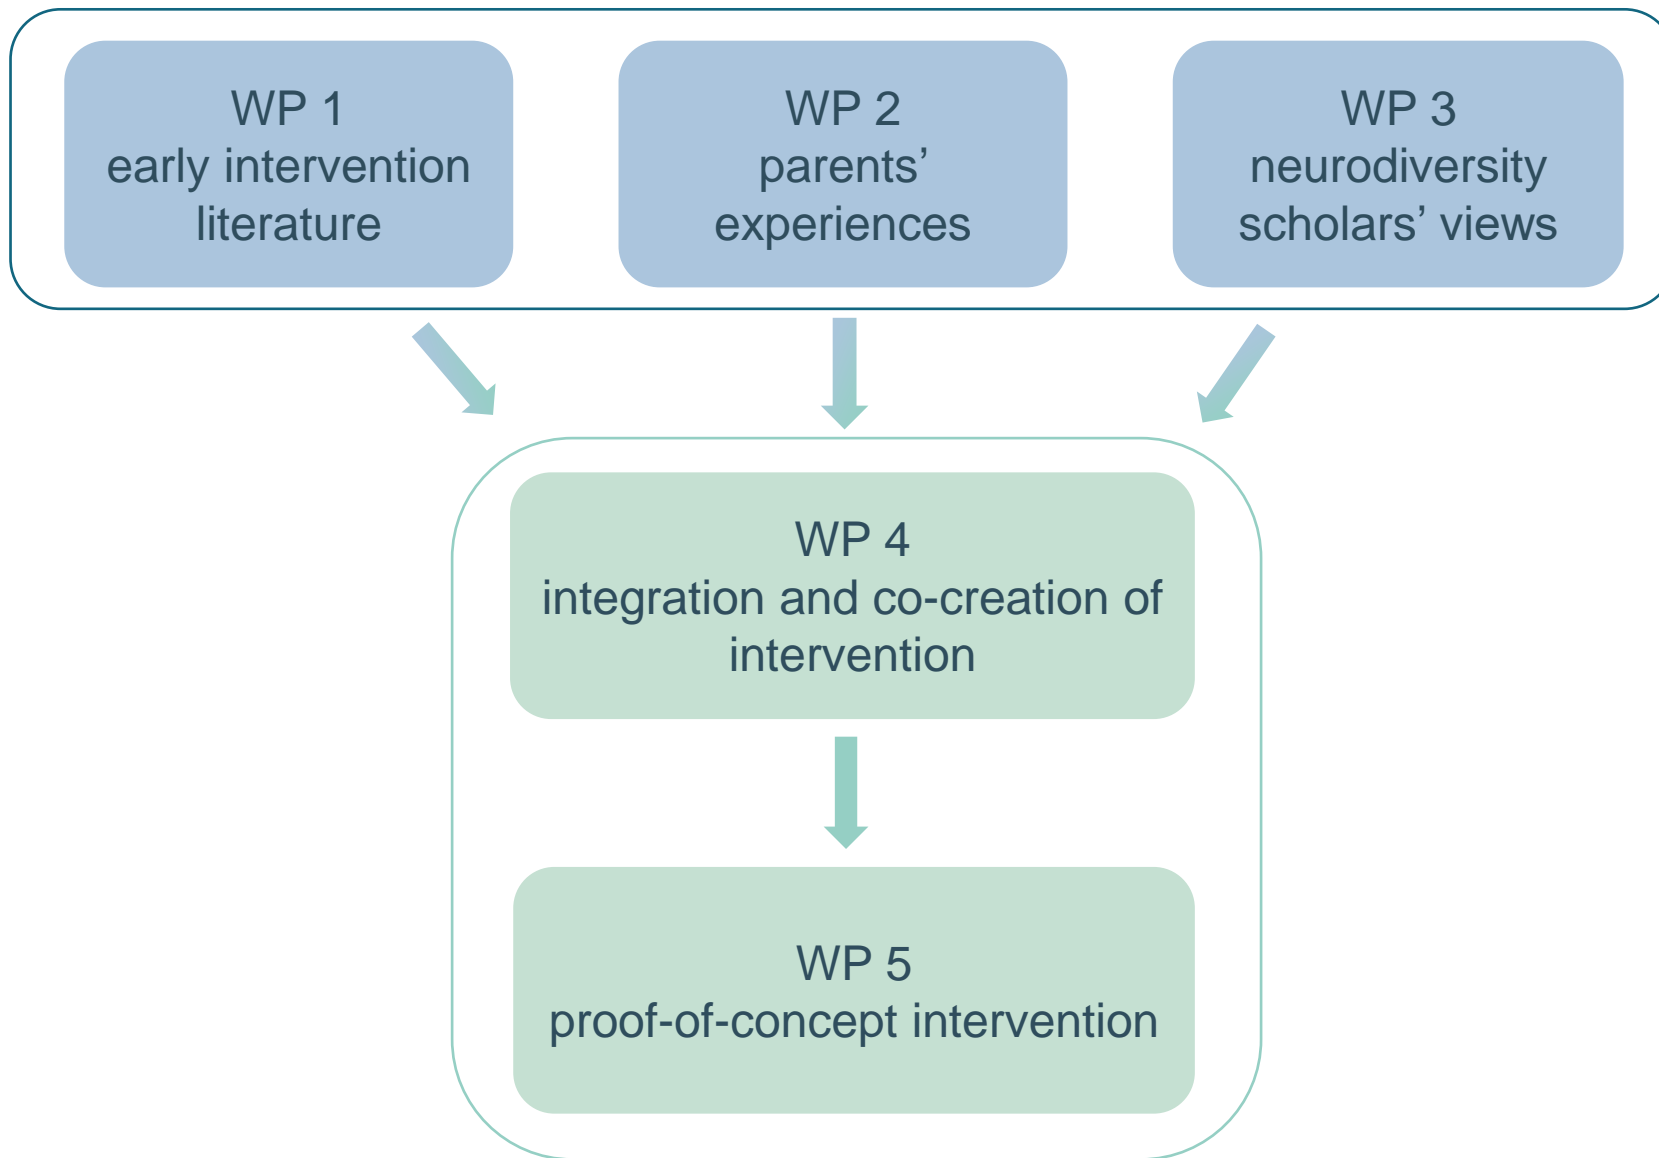 WP 1
early intervention
literature
WP 2
parents’
experiences
WP 3
neurodiversity
scholars’ views
WP 4
integration and co-creation of
intervention
WP 5
proof-of-concept intervention